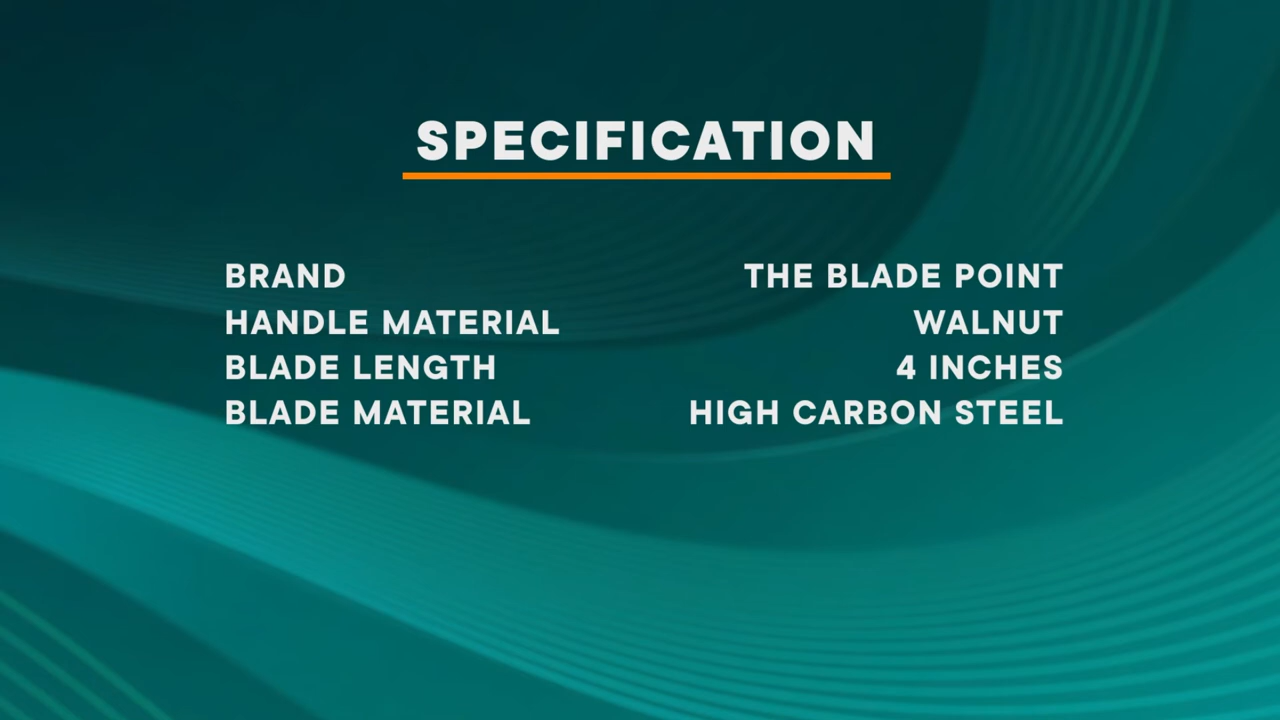 SPECIFICATION
BRAND THE BLADE POINT
HANDLE MATERIAL WALNUT
BLADE LENGTH 4 INCHES
BLADE MATERIAL HIGH CARBON STEEL